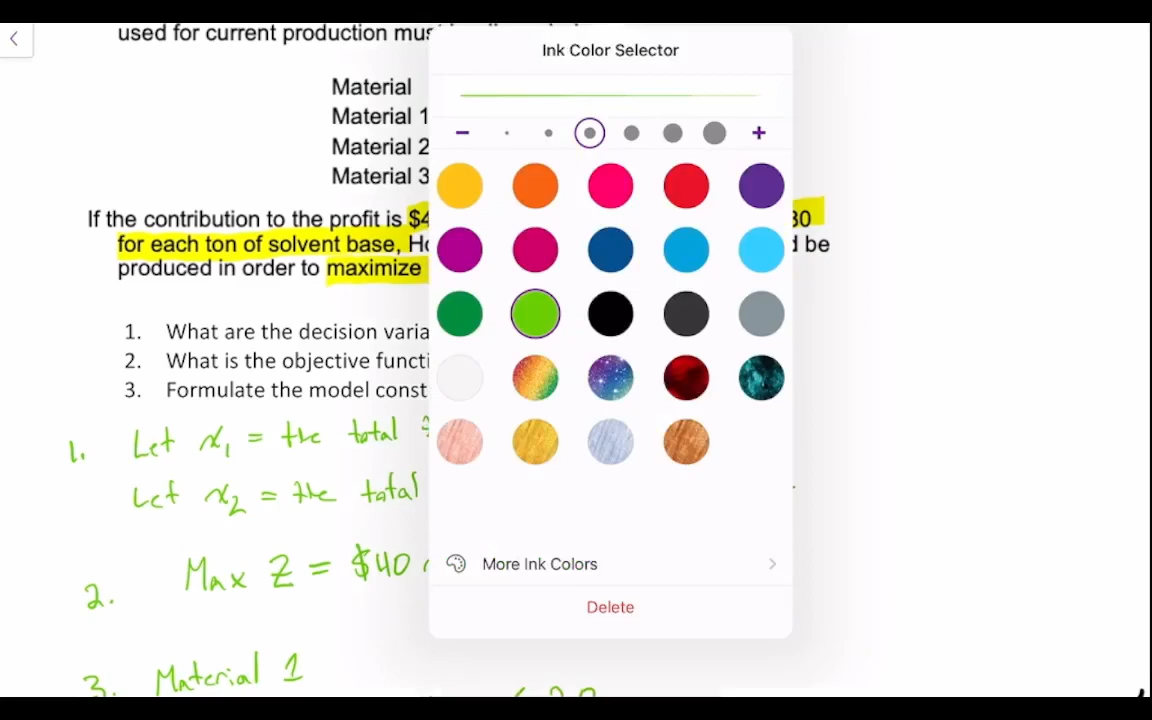 used for current production mus
Ink Color Selector
Material
Material 1
Material 2
Material 3
If the contribution to the profit is $4 30
for each ton of solvent base, Ho d be
produced in order to maximize
1. What are the decision varia
2. What is the objective functi
3. Formulate the model const
1. Let x₁ = the total
Let x₂ = the total
More Ink Colors
2. Max Z = $40
Delete
3. Material 1